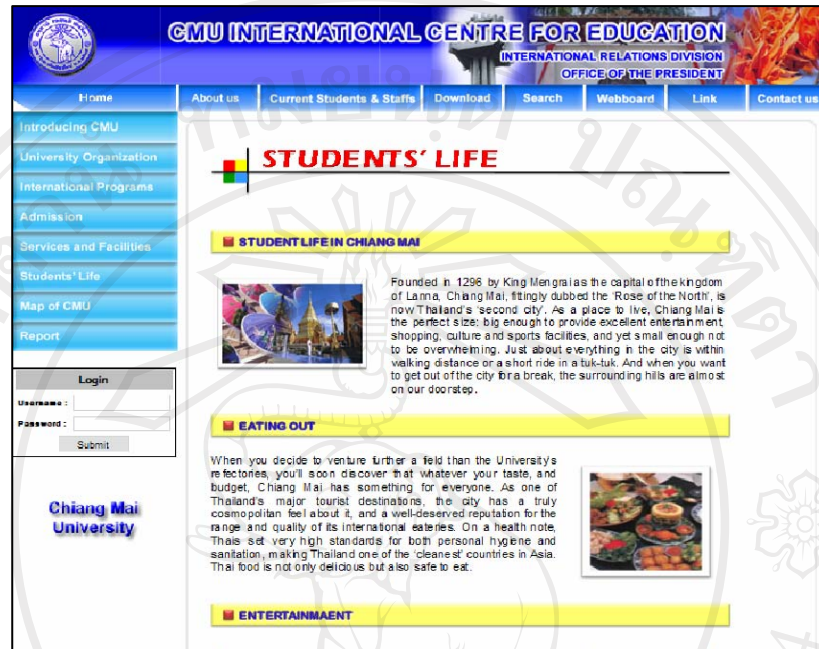 CMU INTERNATIONAL CENTRE FOR EDUCATION
INTERNATIONAL RELATIONS DIVISION
OFFICE OF THE PRESIDENT
Home About us Current Students & Staffs Download Search Webboard Link Contact us
Introducing CMU
University Organization
International Programs
Admission
Services and Facilities
Students' Life
Map of CMU
Report
Login
Username :
Password :
Submit
Chiang Mai
University
STUDENTS' LIFE
STUDENT LIFE IN CHIANG MAI
Founded in 1296 by King Mengrai as the capital of the kingdom
of Lanna, Chiang Mai, fittingly dubbed the 'Rose of the North', is
now Thailand's 'second city'. As a place to live, Chiang Mai is
the perfect size; big enough to provide excellent entertainment,
shopping, culture and sports facilities, and yet small enough not
to be overwhelming. Just about everything in the city is within
walking distance or a short ride in a tuk-tuk. And when you want
to get out of the city for a break, the surrounding hills are almost
on our doorstep.
EATING OUT
When you decide to venture further a field than the University's
refectories, you'll soon discover that whatever your taste, and
budget, Chiang Mai has something for everyone. As one of
Thailand's major tourist destinations, the city has a truly
cosmopolitan feel about it, and a well-deserved reputation for the
range and quality of its international eateries. On a health note,
Thais set very high standards for both personal hygiene and
sanitation, making Thailand one of the 'cleanest' countries in Asia.
Thai food is not only delicious but also safe to eat.
ENTERTAINMAENT